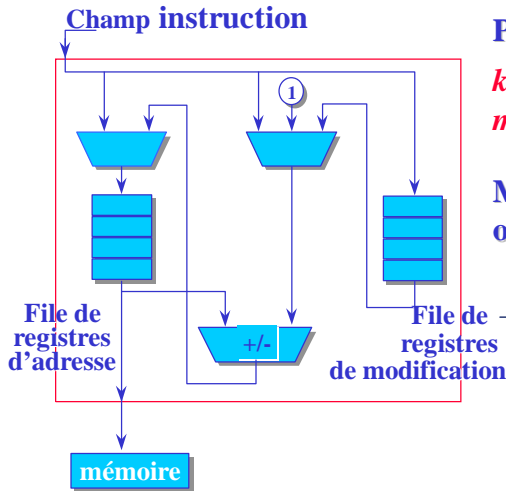 Champ instruction
P
k
m
1
M
o
File de
registres
d'adresse
+/-
File de -
registres
de modification
mémoire